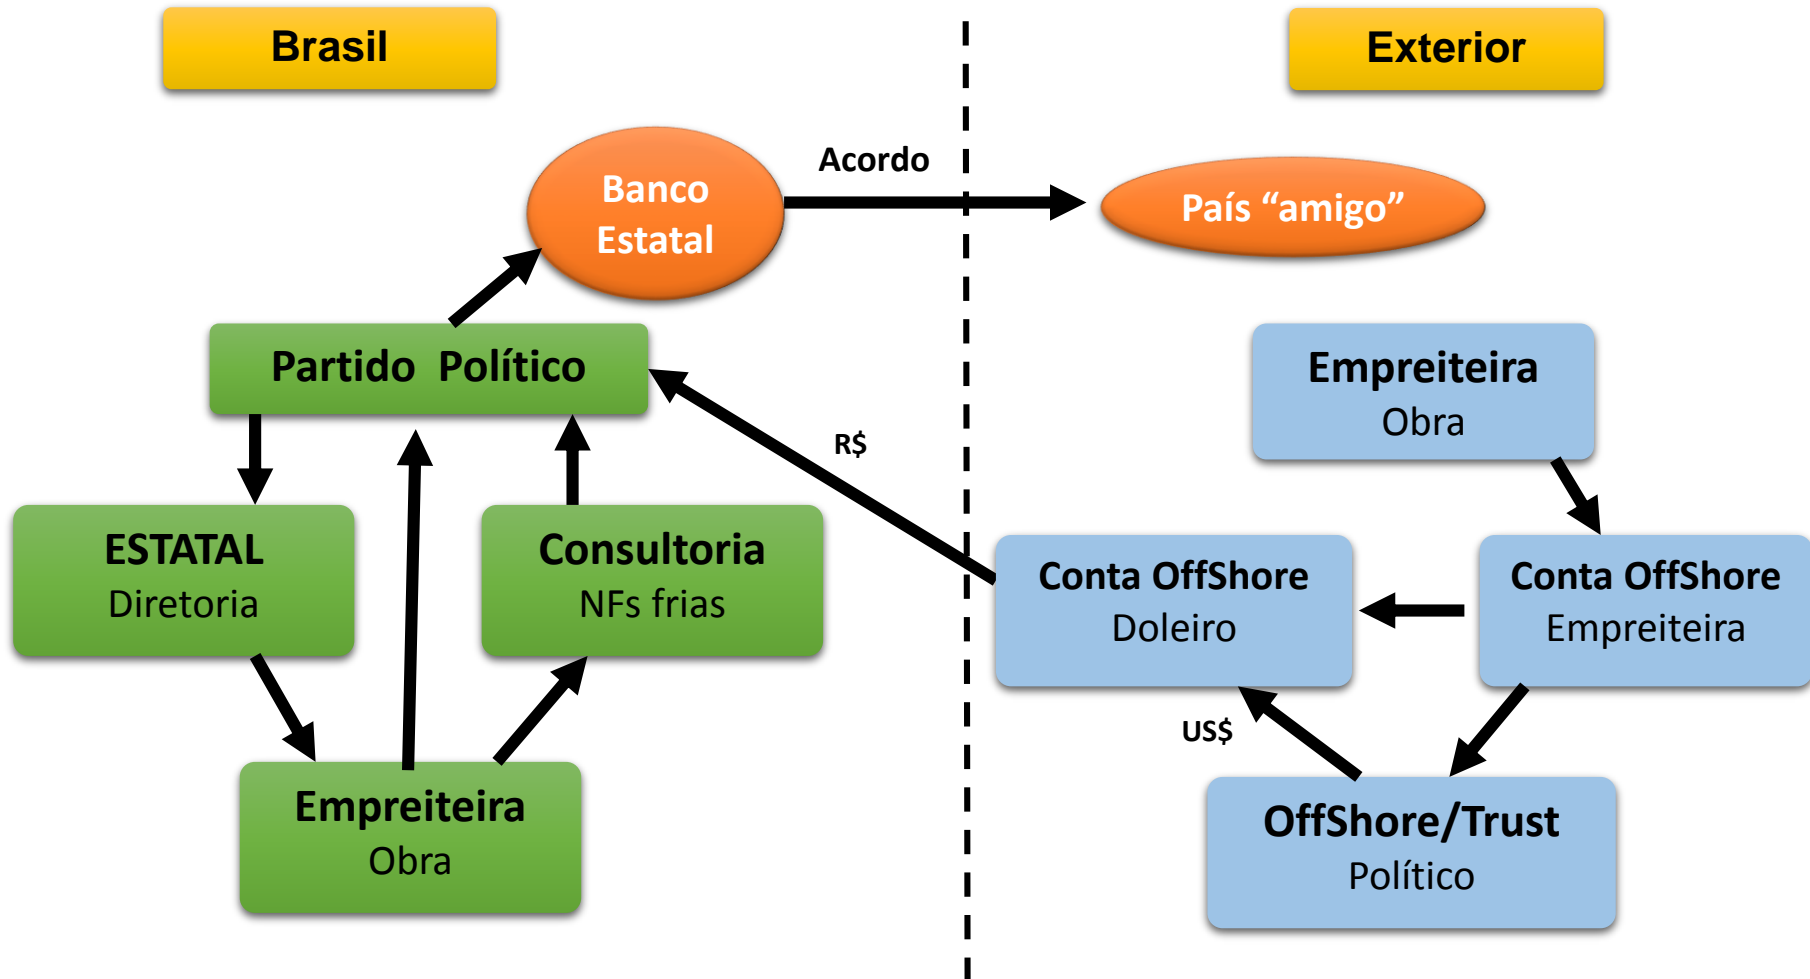 Brasil
Exterior
Acordo
Banco
Estatal
País “amigo”
Partido Político
Empreiteira
Obra
R$
ESTATAL
Diretoria
Consultoria
NFs frias
Conta OffShore
Doleiro
Conta OffShore
Empreiteira
US$
Empreiteira
Obra
OffShore/Trust
Político